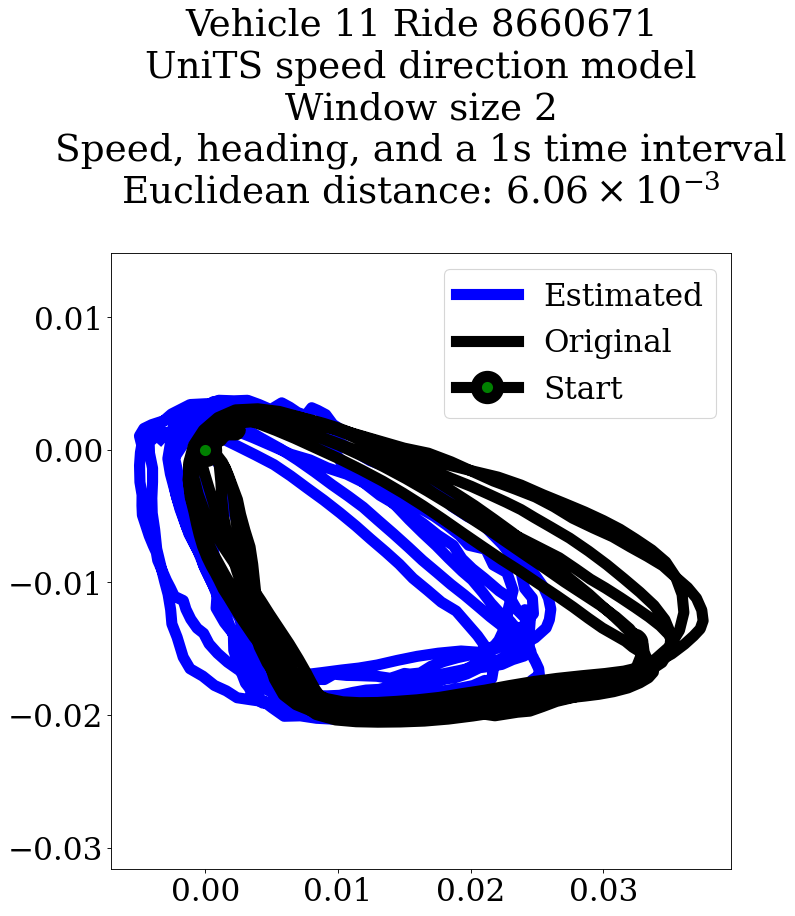 Vehicle 11 Ride 8660671
UniTS speed direction model
Window size 2
Speed, heading, and a 1s time interval
Euclidean distance: 6.06 × 10⁻³
Estimated
Original
Start
0.01
0.00
−0.01
−0.02
−0.03
0.00 0.01 0.02 0.03